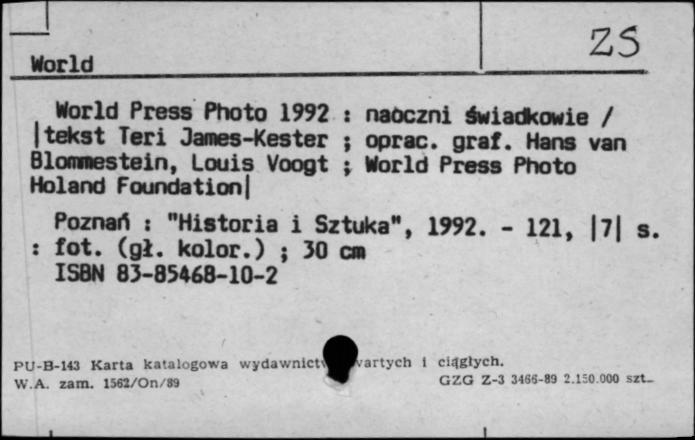 ZS
World
World Press Photo 1992 : naoczni świadkowie /
|tekst Teri James-Kester ; oprac. graf. Hans van
Blommestein, Louis Voogt ; World Press Photo
Holand Foundation|
Poznań : "Historia i Sztuka", 1992. - 121, |7| s.
: fot. (gł. kolor.) ; 30 cm
ISBN 83-85468-10-2
PU-B-143 Karta katalogowa wydawnict wartych i ciągłych.
W.A. zam. 1562/On/89 GZG Z-3 3466-89 2.150.000 szt.